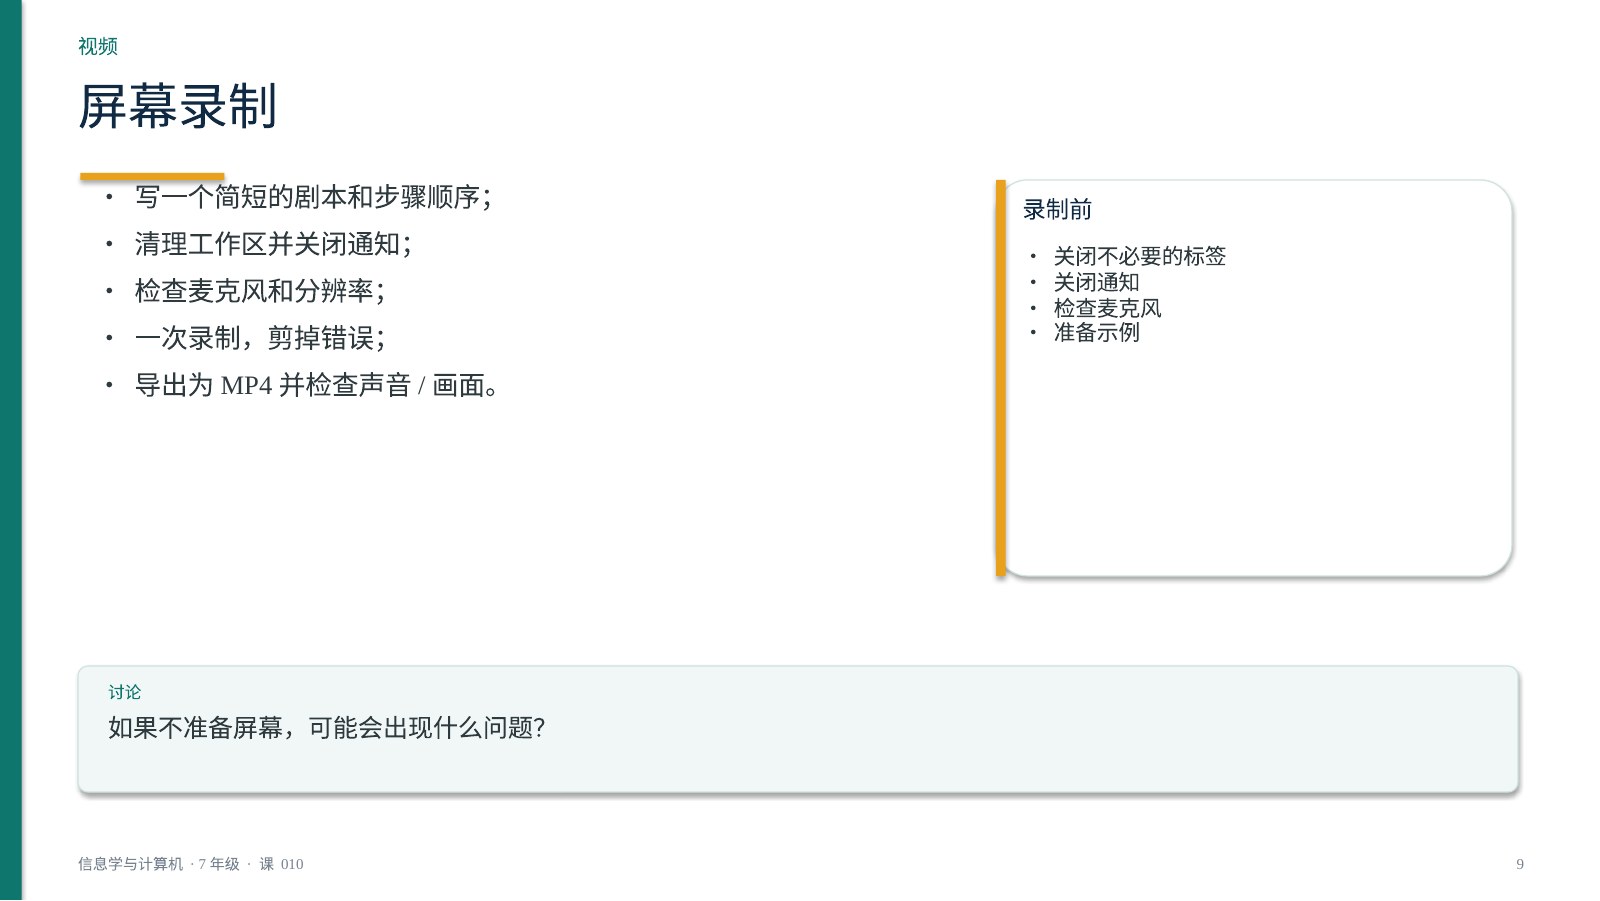 视频
屏幕录制
• 写一个简短的剧本和步骤顺序；
• 清理工作区并关闭通知；
• 检查麦克风和分辨率；
• 一次录制，剪掉错误；
• 导出为 MP4 并检查声音 / 画面。
录制前
• 关闭不必要的标签
• 关闭通知
• 检查麦克风
• 准备示例
讨论
如果不准备屏幕，可能会出现什么问题？
信息学与计算机 · 7 年级 · 课 010
9